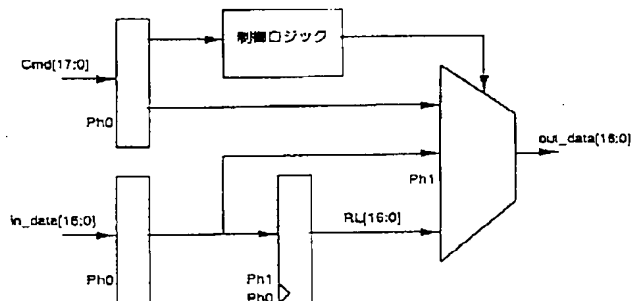 制御ロジック
Cmd[17:0]
Ph0
out_data[16:0]
Ph1
in_data[16:0]
RL[16:0]
Ph0
Ph1
Ph0